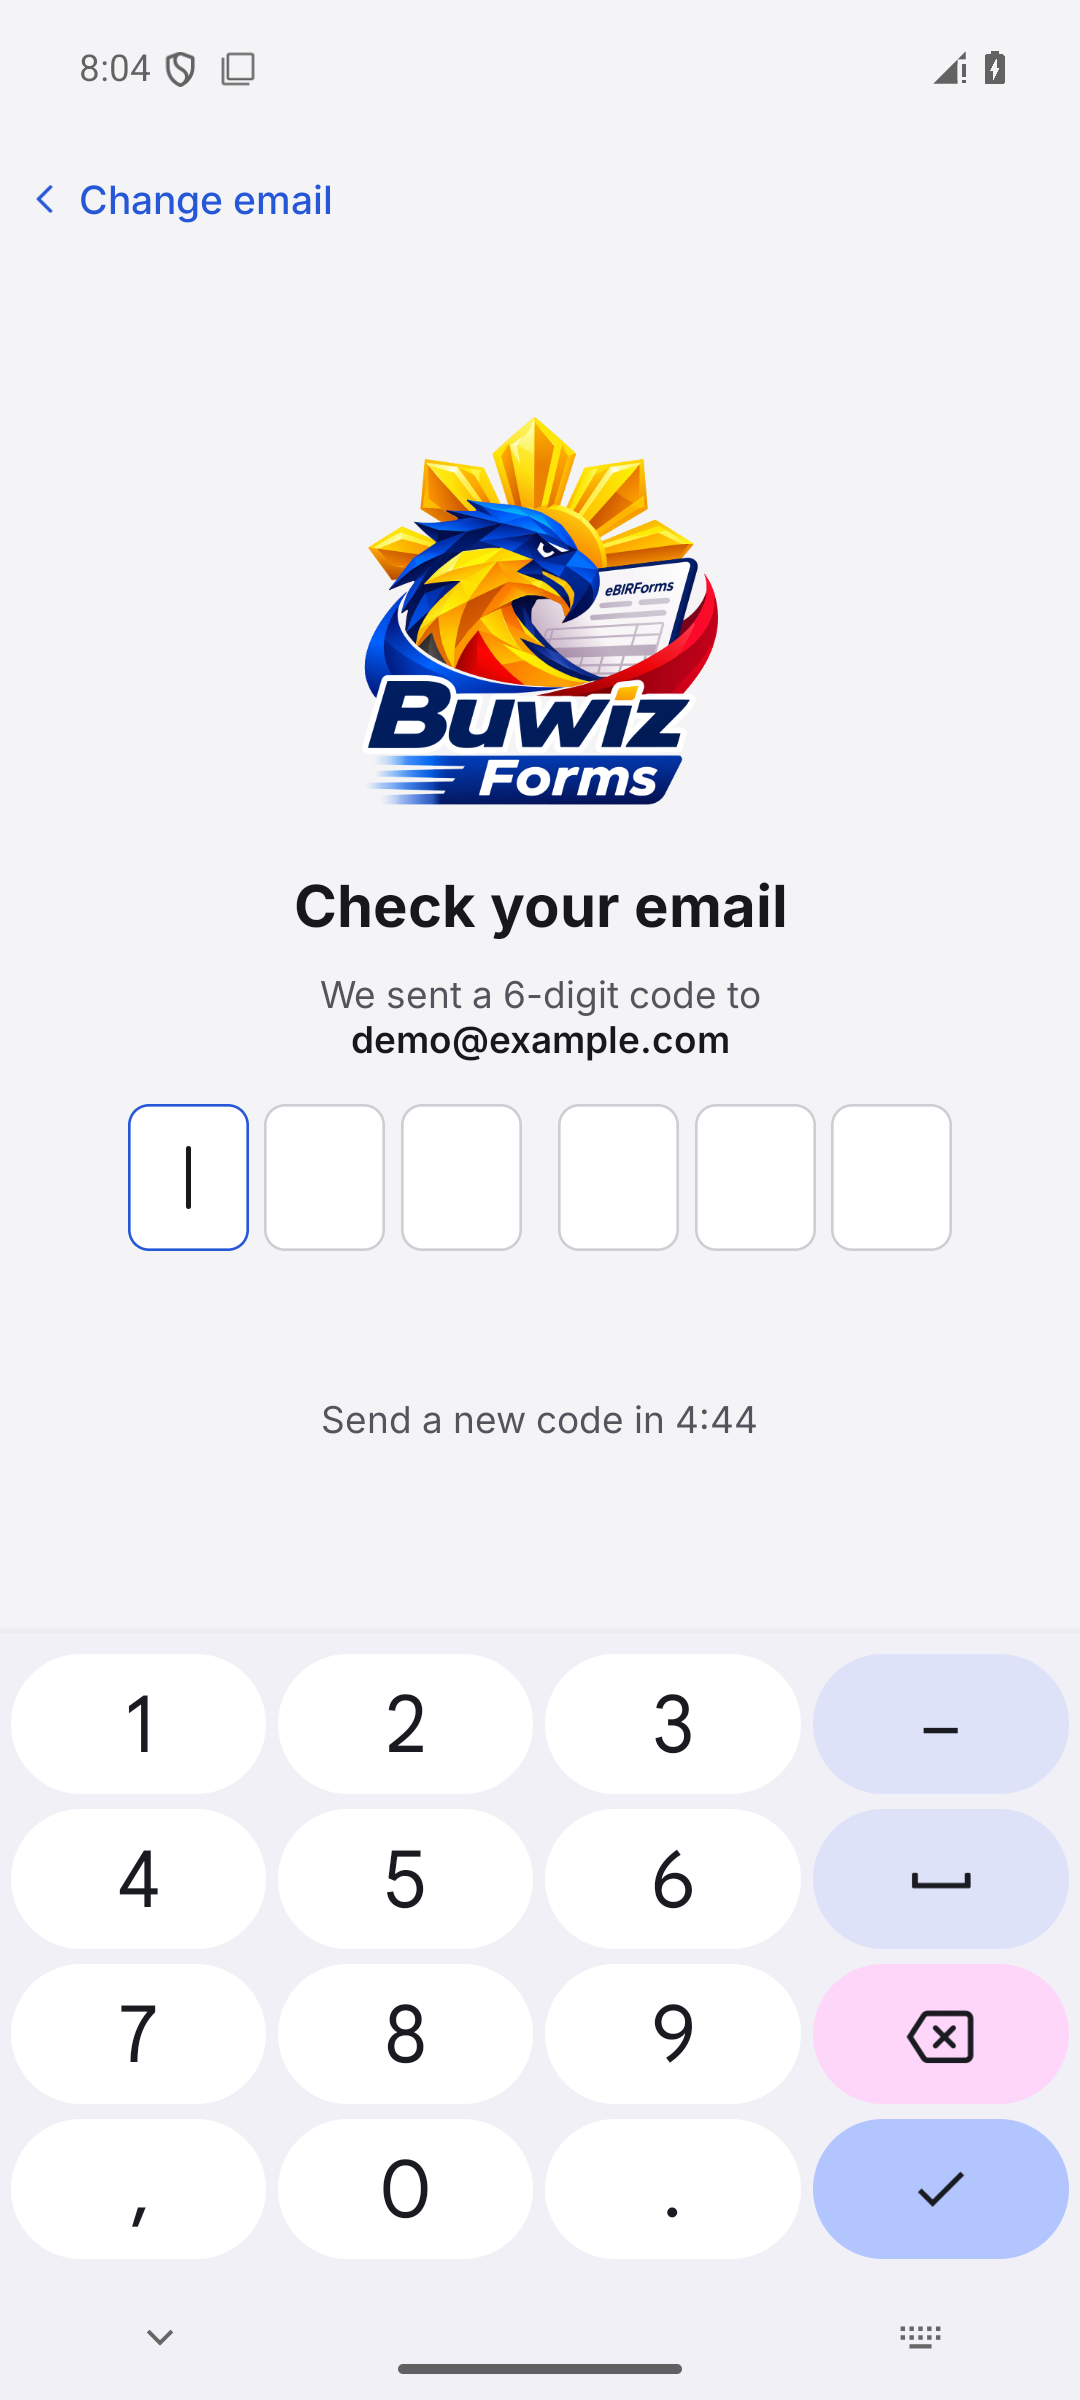 8:04
Change email
eBIRForms
Buwiz
Forms
Check your email
We sent a 6-digit code to
demo@example.com
Send a new code in 4:44
1 2 3 –
4 5 6
7 8 9
, 0 .